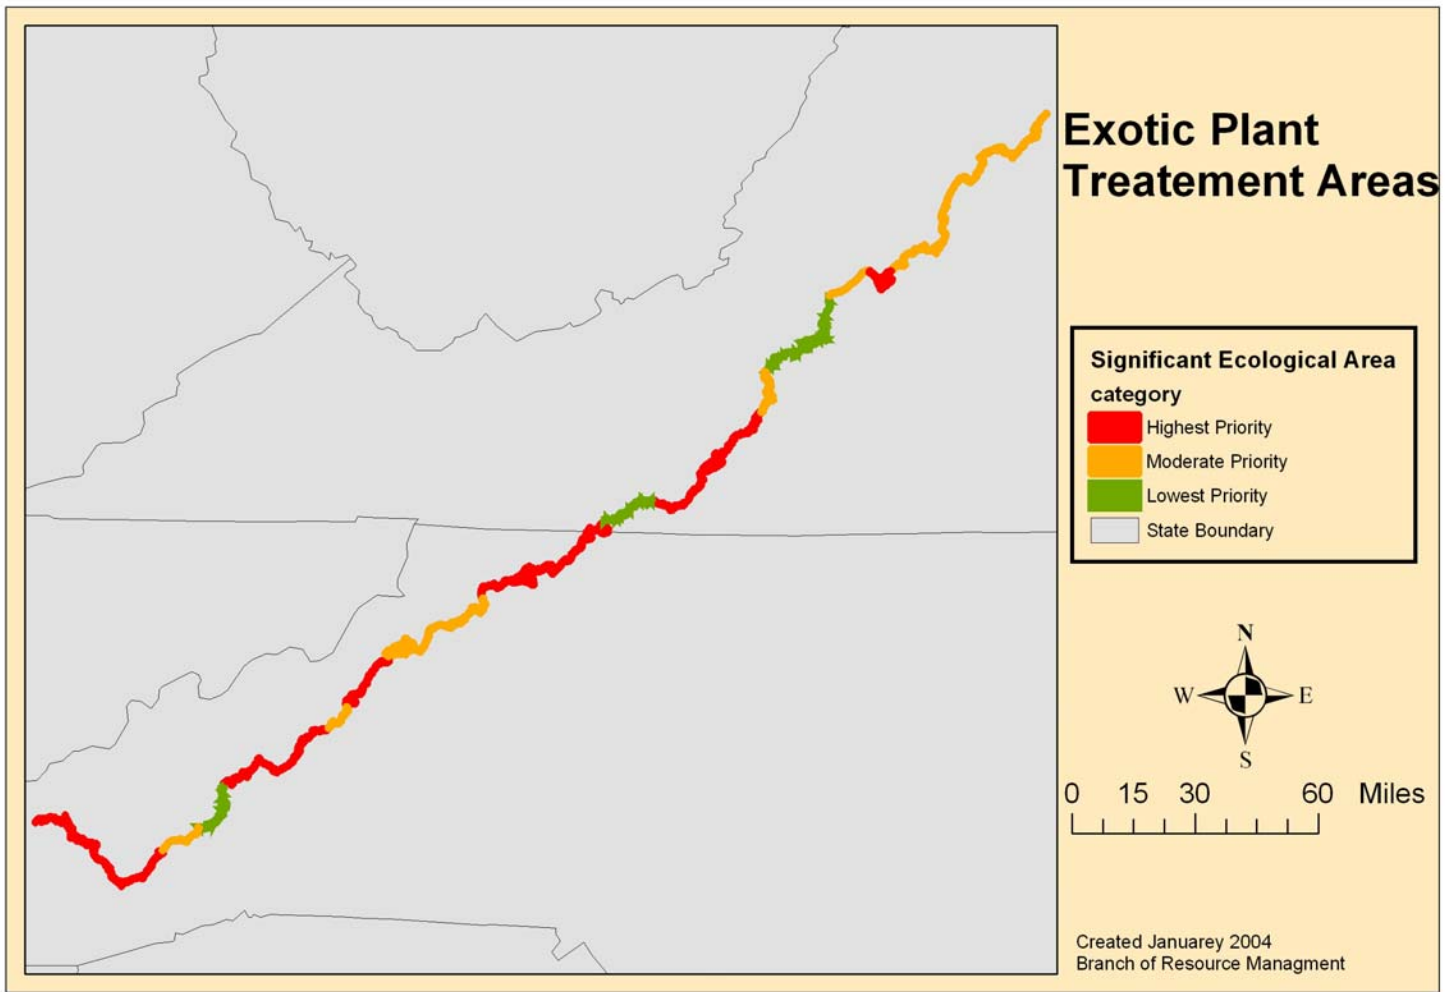 Exotic Plant
Treatement Areas
Significant Ecological Area
category
Highest Priority
Moderate Priority
Lowest Priority
State Boundary
N
W E
S
0 15 30 60 Miles
Created Januarey 2004
Branch of Resource Managment